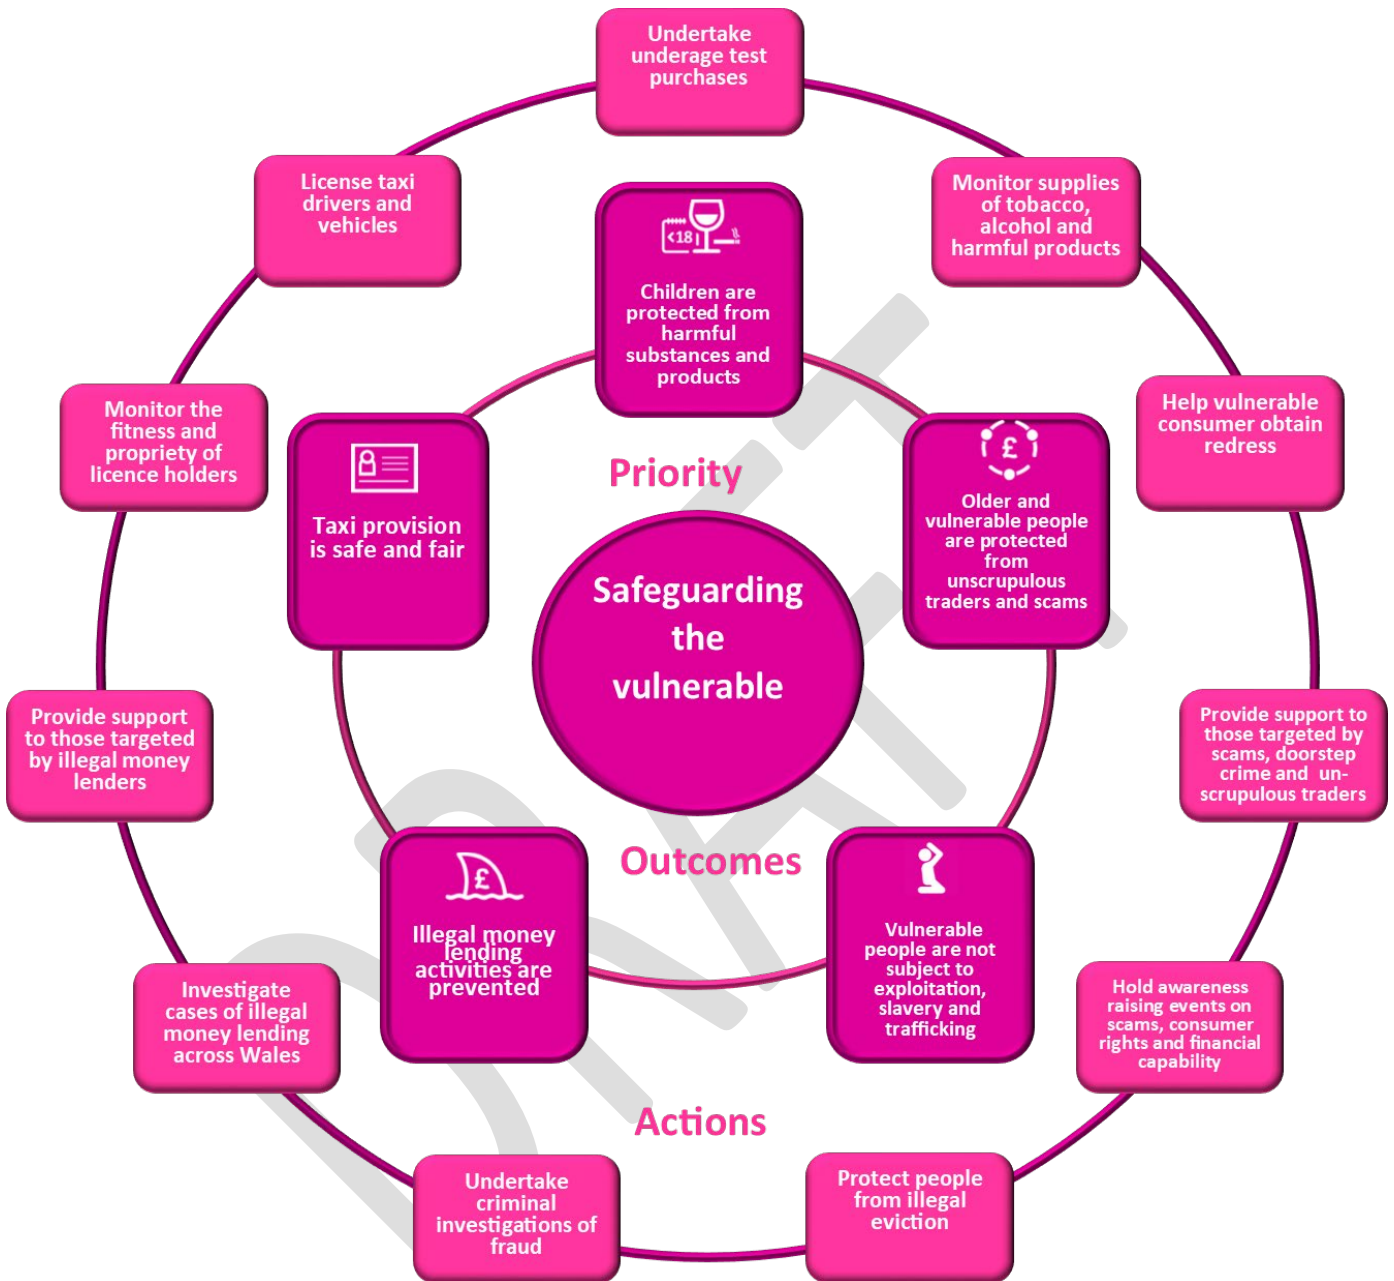 Undertake
underage test
purchases
License taxi
drivers and
vehicles
Monitor supplies
of tobacco,
alcohol and
harmful products
<18
Children are
protected from
harmful
substances and
products
Monitor the
fitness and
propriety of
licence holders
Help vulnerable
consumer obtain
redress
Taxi provision
is safe and fair
Priority
£
Older and
vulnerable people
are protected
from
unscrupulous
traders and scams
Safeguarding
the
vulnerable
Provide support
to those targeted
by illegal money
lenders
Provide support to
those targeted by
scams, doorstep
crime and un-
scrupulous traders
Outcomes
£
Illegal money
lending
activities are
prevented
Vulnerable
people are not
subject to
exploitation,
slavery and
trafficking
Investigate
cases of illegal
money lending
across Wales
Hold awareness
raising events on
scams, consumer
rights and financial
capability
Actions
Undertake
criminal
investigations of
fraud
Protect people
from illegal
eviction
DRAFT